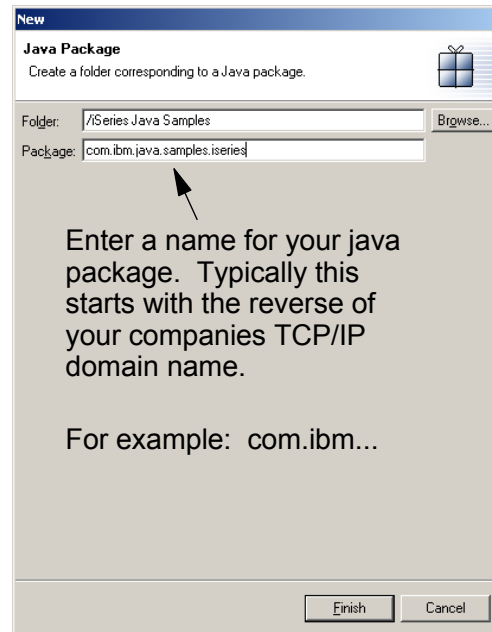 New
Java Package
Create a folder corresponding to a Java package.
Folder: /iSeries Java Samples Browse...
Package: com.ibm.java.samples.iseries
Enter a name for your java
package. Typically this
starts with the reverse of
your companies TCP/IP
domain name.
For example: com.ibm...
Finish Cancel